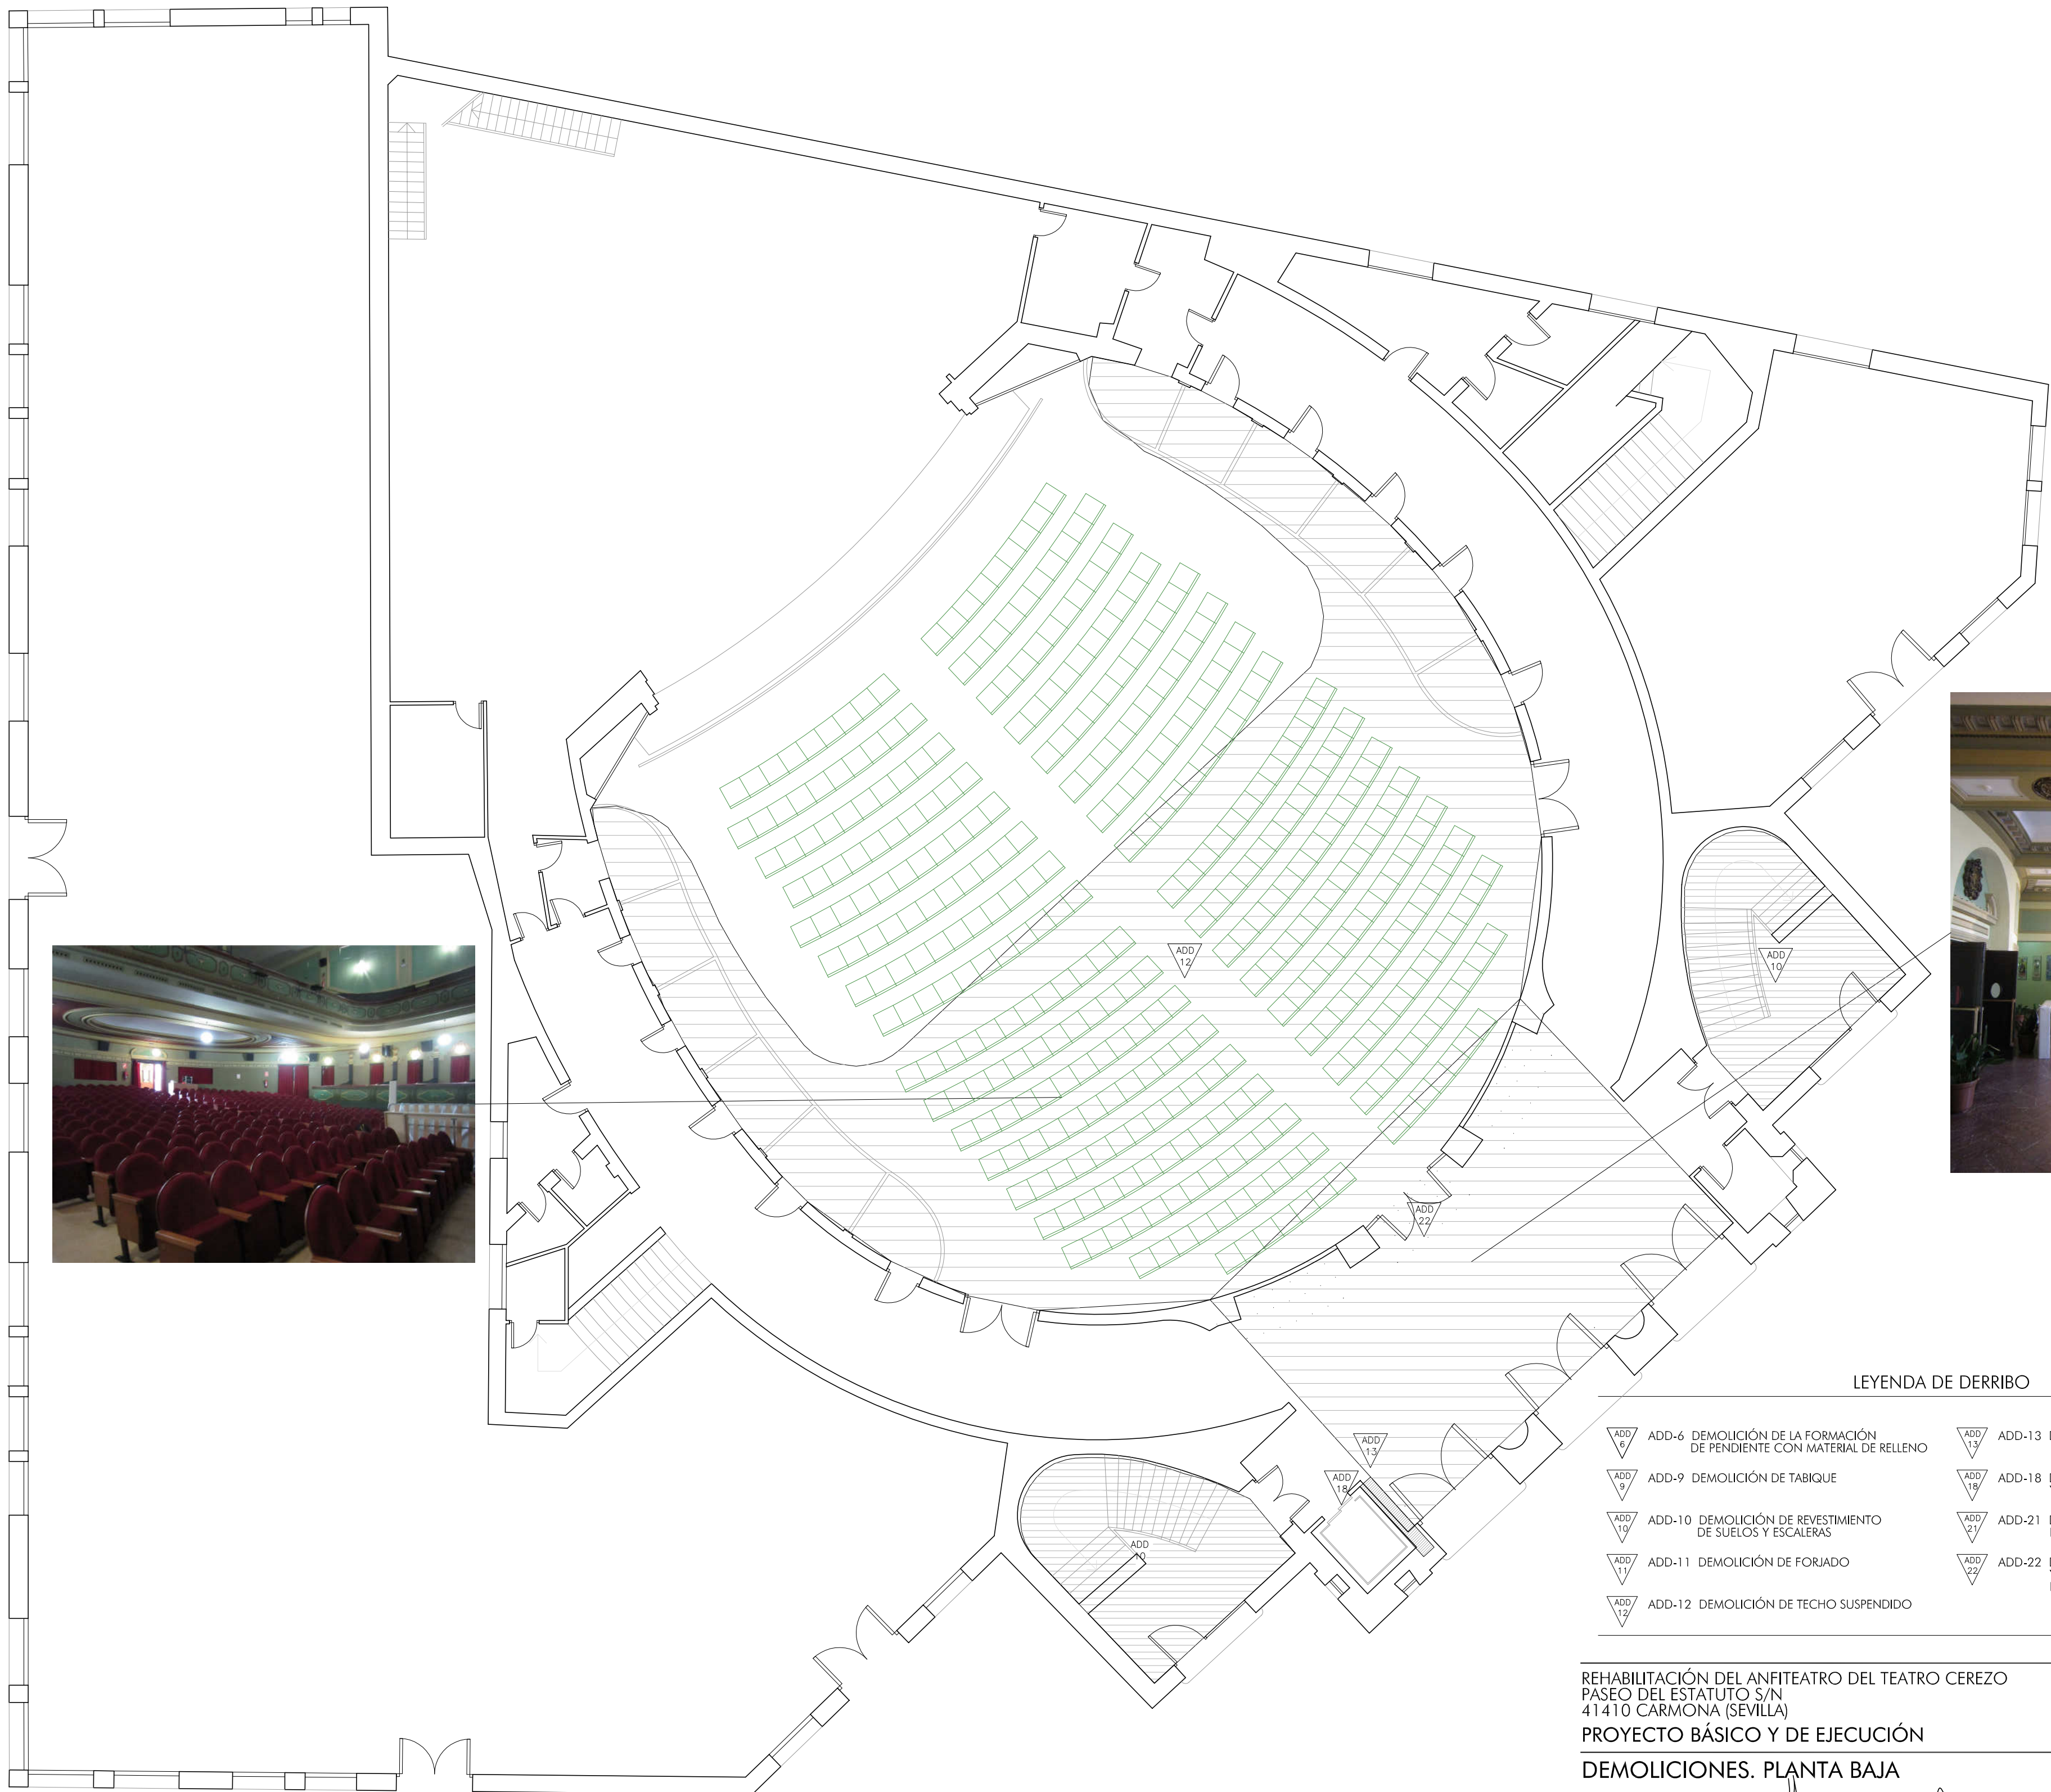 ADD
12
ADD
10
ADD
22
ADD
13
ADD
18
ADD
10
LEYENDA DE DERRIBO
ADD
6
ADD-6 DEMOLICIÓN DE LA FORMACIÓN
DE PENDIENTE CON MATERIAL DE RELLENO
ADD
9
ADD-9 DEMOLICIÓN DE TABIQUE
ADD
10
ADD-10 DEMOLICIÓN DE REVESTIMIENTO
DE SUELOS Y ESCALERAS
ADD
11
ADD-11 DEMOLICIÓN DE FORJADO
ADD
12
ADD-12 DEMOLICIÓN DE TECHO SUSPENDIDO
ADD
13
ADD-13
ADD
18
ADD-18
ADD
21
ADD-21
ADD
22
ADD-22
REHABILITACIÓN DEL ANFITEATRO DEL TEATRO CEREZO
PASEO DEL ESTATUTO S/N
41410 CARMONA (SEVILLA)
PROYECTO BÁSICO Y DE EJECUCIÓN
DEMOLICIONES. PLANTA BAJA